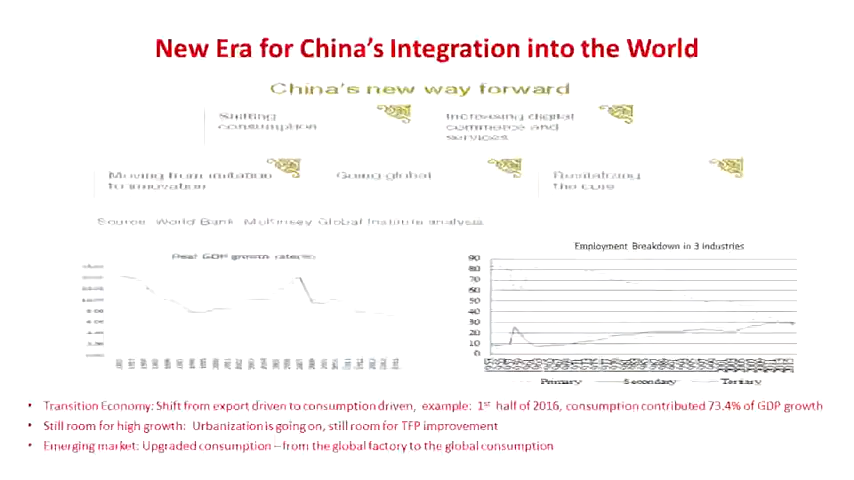 New Era for China's Integration into the World
China's new way forward
Shifting
consumption
Increasing digital
commerce and
services
Moving from imitation
to innovation
Going global
Revitalizing
the core
Source: World Bank, McKinsey Global Institute analysis
Real GDP growth rate(%)
Employment Breakdown in 3 Industries
90
80
70
60
50
40
30
20
10
0
Primary Secondary Tertiary
• Transition Economy: Shift from export driven to consumption driven, example: 1st half of 2016, consumption contributed 73.4% of GDP growth
• Still room for high growth: Urbanization is going on, still room for TFP improvement
• Emerging market: Upgraded consumption – from the global factory to the global consumption